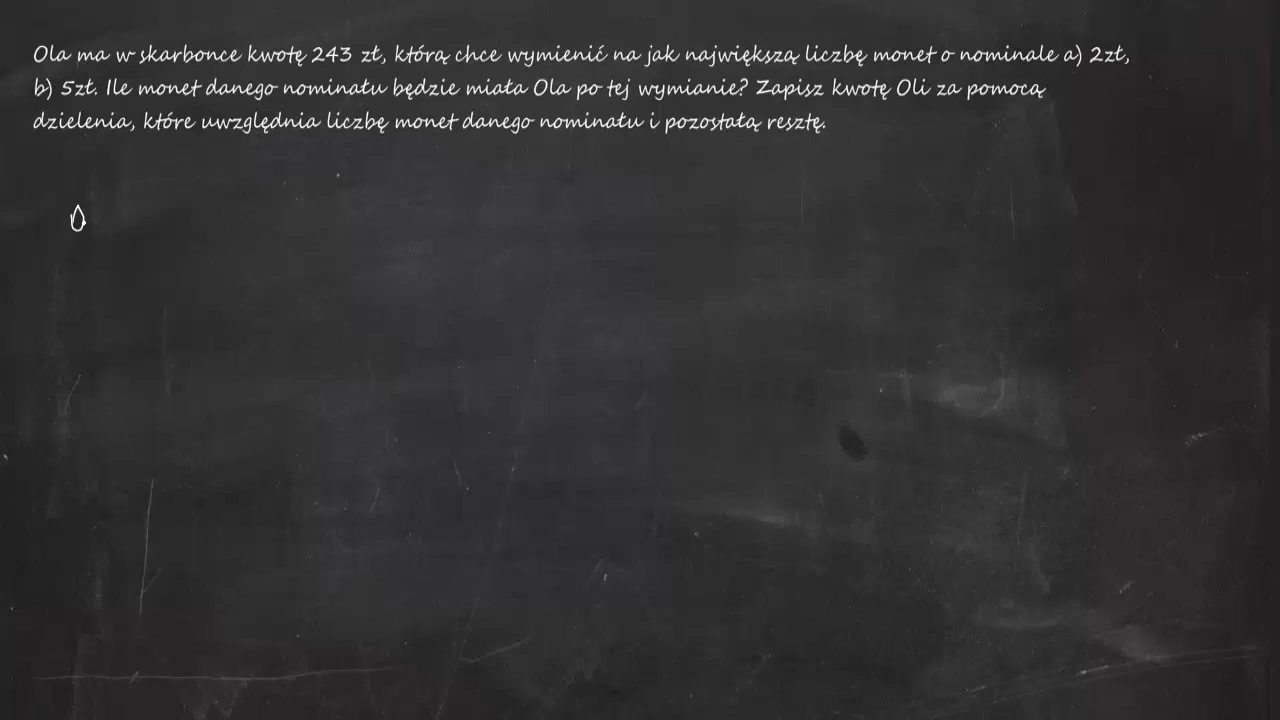 Ola ma w skarbonce kwotę 243 zł, którą chce wymienić na jak największą liczbę monet o nominale a) 2zł,
b) 5zł. Ile monet danego nominału będzie miała Ola po tej wymianie? Zapisz kwotę Oli za pomocą
dzielenia, które uwzględnia liczbę monet danego nominału i pozostałą resztę.